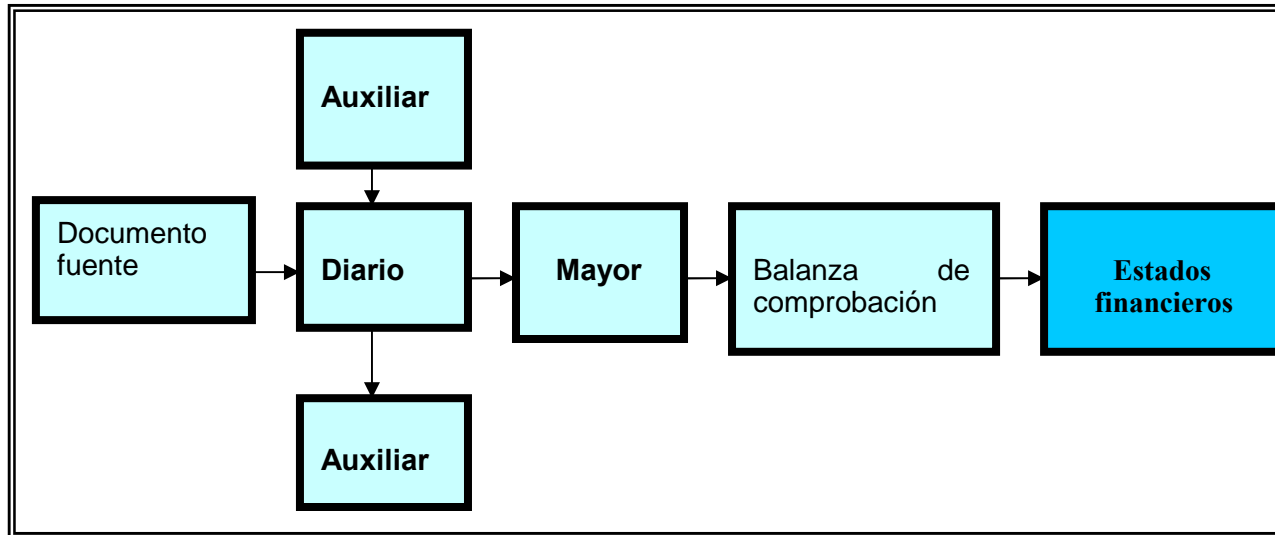 Auxiliar
Documento
fuente
Diario
Mayor
Balanza de
comprobación
Estados
financieros
Auxiliar